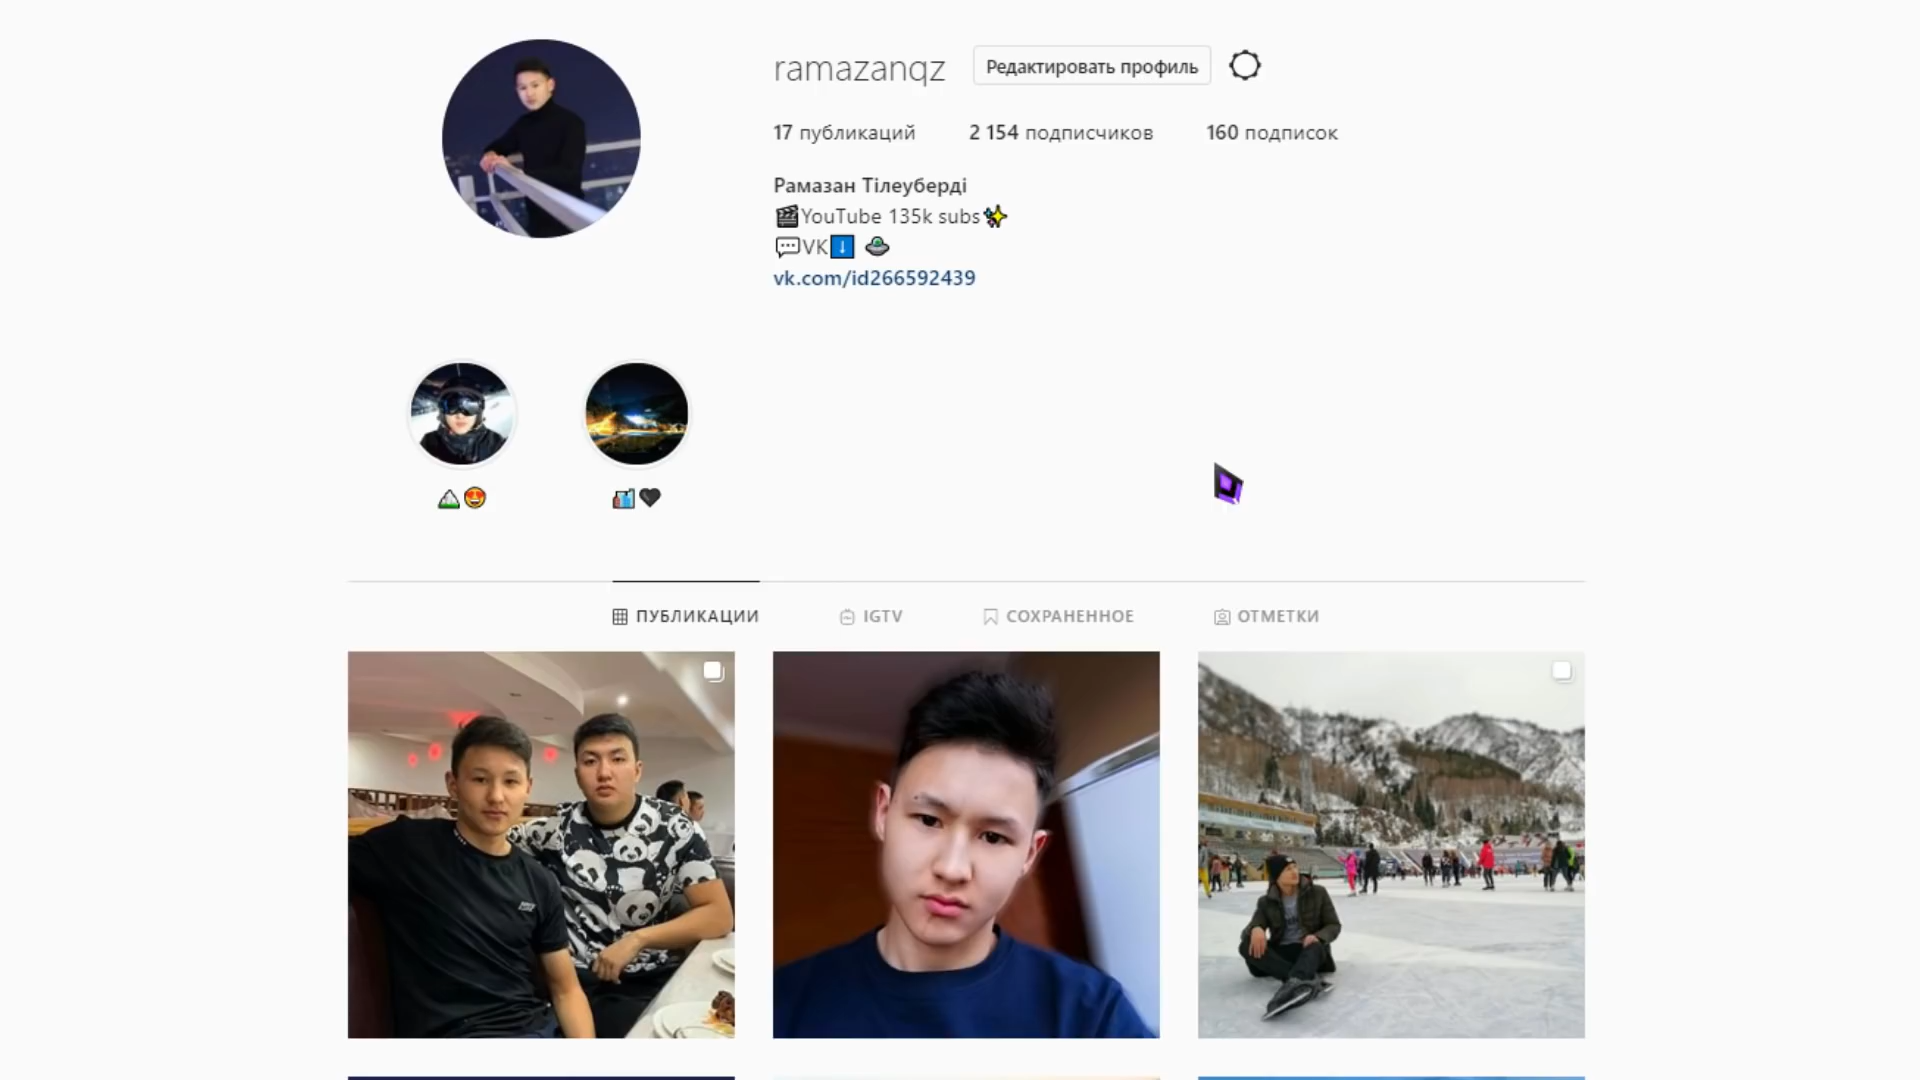 ramazanqz Редактировать профиль
17 публикаций 2 154 подписчиков 160 подписок
Рамазан Тілеуберді
🎬YouTube 135k subs✨
💬VK⬇️ 🛸
vk.com/id266592439
🏔😍
🏙🖤
ПУБЛИКАЦИИ IGTV СОХРАНЕННОЕ ОТМЕТКИ